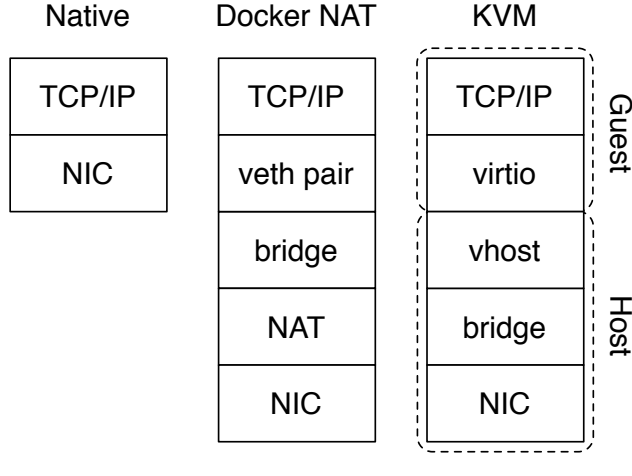 Native
TCP/IP
NIC
Docker NAT
TCP/IP
veth pair
bridge
NAT
NIC
KVM
TCP/IP
virtio
vhost
bridge
NIC
Guest
Host